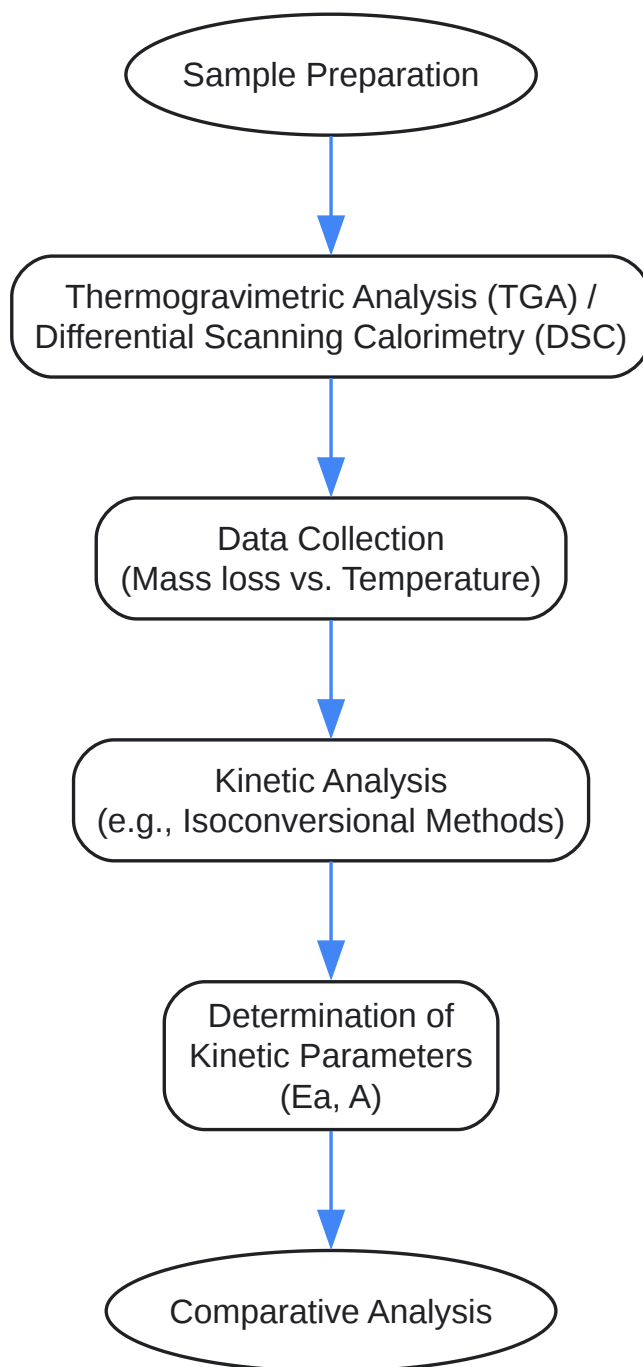 Sample Preparation
Thermogravimetric Analysis (TGA) /
Differential Scanning Calorimetry (DSC)
Data Collection
(Mass loss vs. Temperature)
Kinetic Analysis
(e.g., Isoconversional Methods)
Determination of
Kinetic Parameters
(Ea, A)
Comparative Analysis